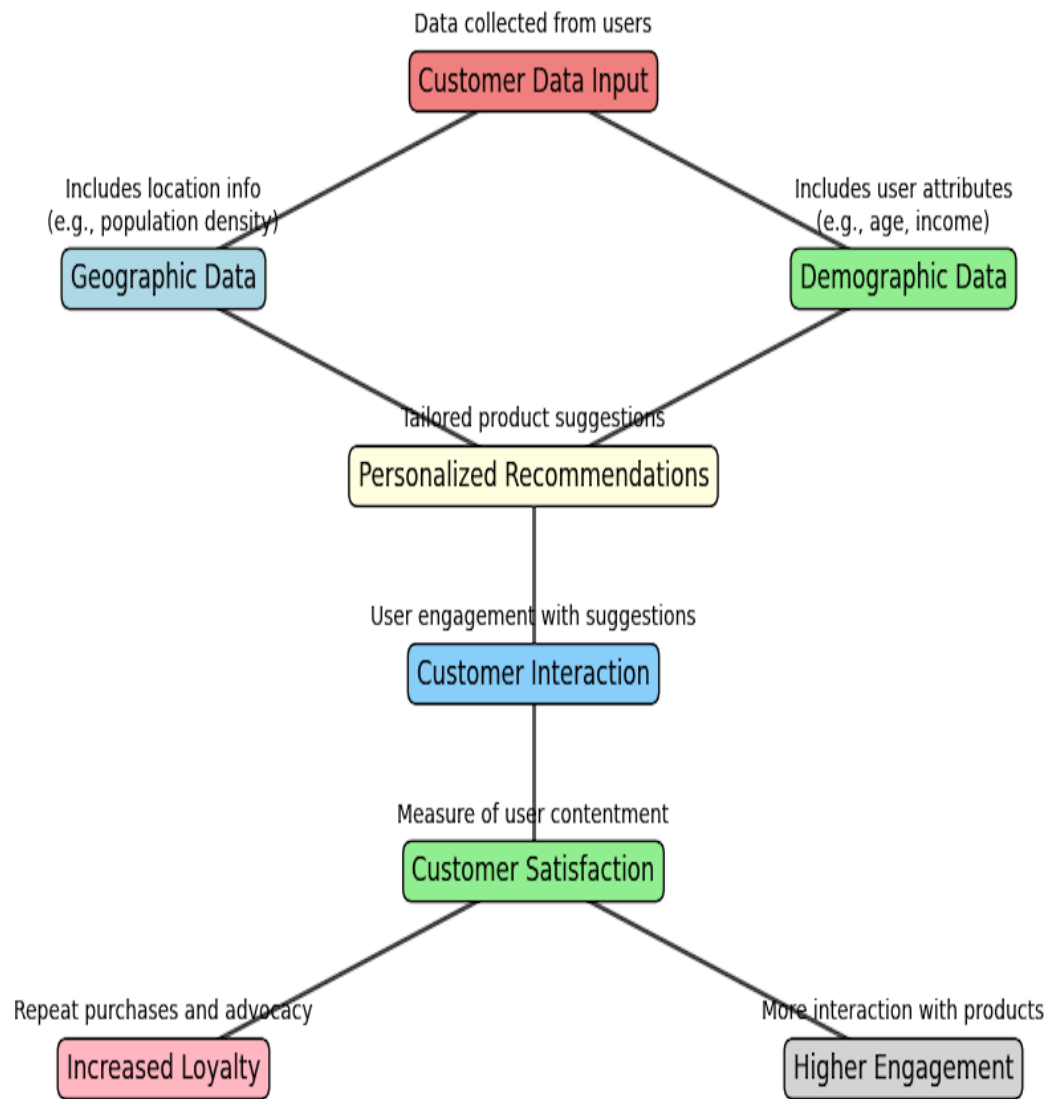 Data collected from users
Customer Data Input
Includes location info
(e.g., population density)
Geographic Data
Includes user attributes
(e.g., age, income)
Demographic Data
Tailored product suggestions
Personalized Recommendations
User engagement with suggestions
Customer Interaction
Measure of user contentment
Customer Satisfaction
Repeat purchases and advocacy
Increased Loyalty
More interaction with products
Higher Engagement